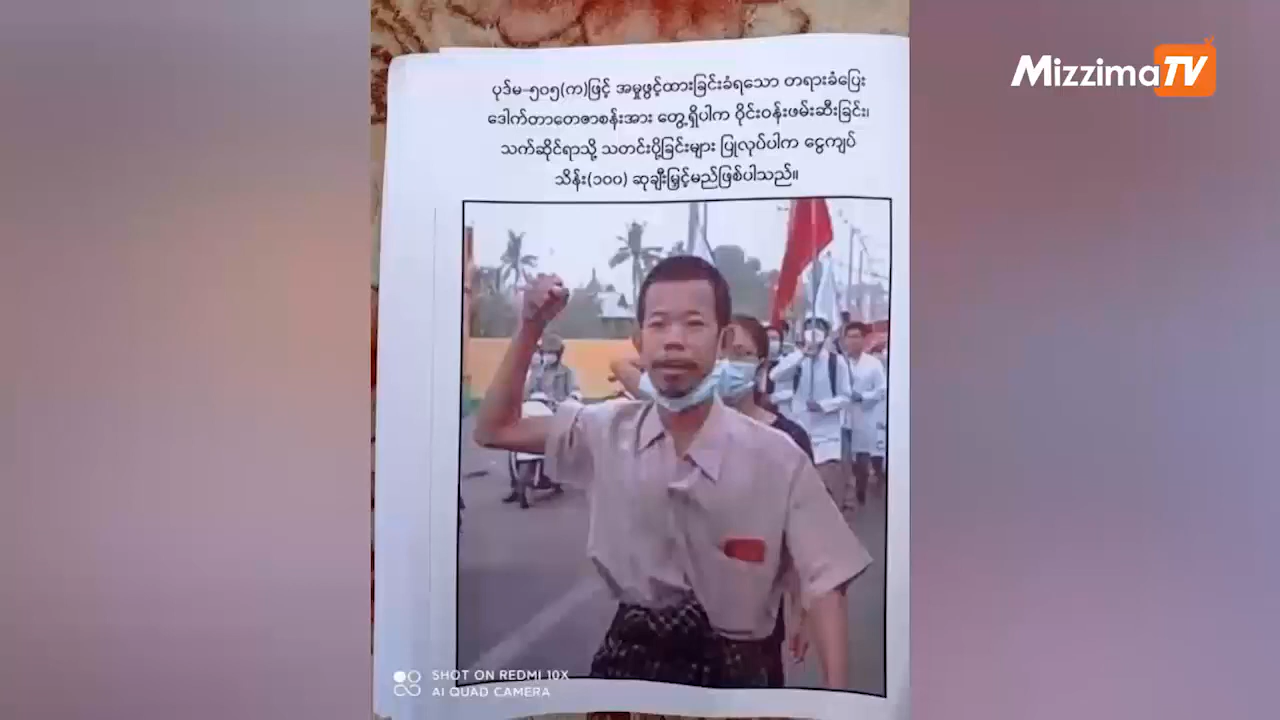 Mizzima TV
ပုဒ်မ-၅၀၅(က)ဖြင့် အမှုဖွင့်ထားခြင်းခံရသော တရားခံပြေး
ဒေါက်တာတေဇာစန်းအား တွေ့ရှိပါက ဝိုင်းဝန်းဖမ်းဆီးခြင်း၊
သက်ဆိုင်ရာသို့ သတင်းပို့ခြင်းများ ပြုလုပ်ပါက ငွေကျပ်
သိန်း(၁၀၀) ဆုချီးမြှင့်မည်ဖြစ်ပါသည်။
SHOT ON REDMI 10X
AI QUAD CAMERA